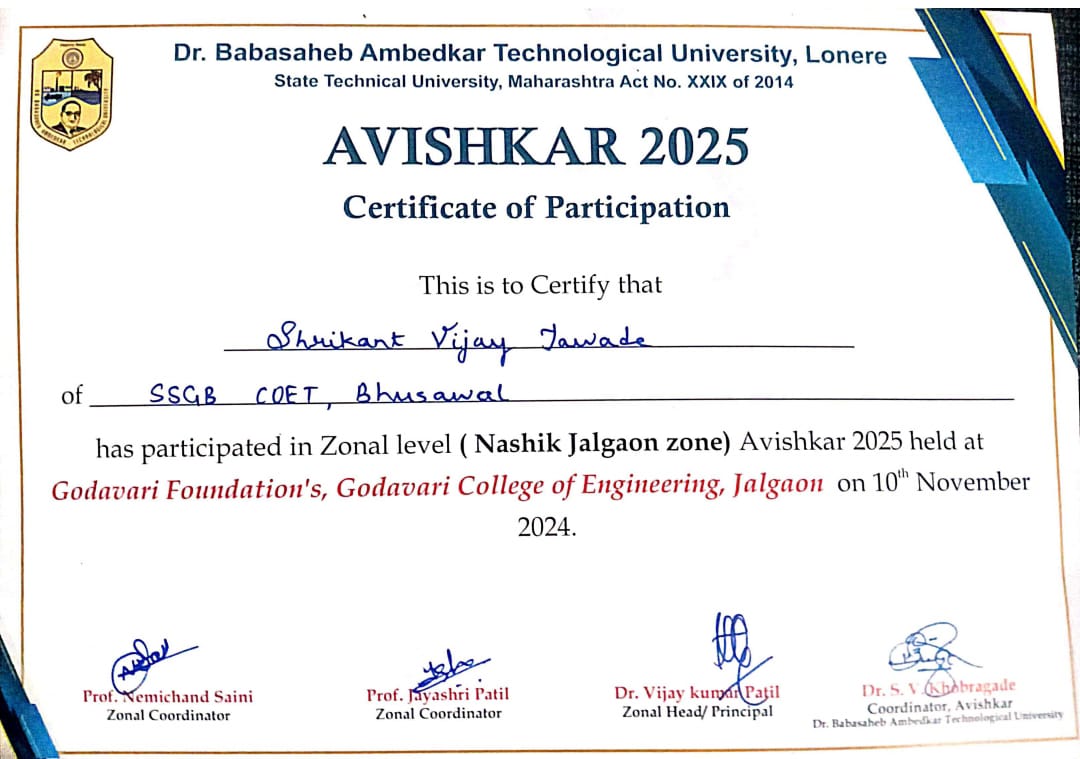 Dr. Babasaheb Ambedkar Technological University, Lonere
State Technical University, Maharashtra Act No. XXIX of 2014
AVISHKAR 2025
Certificate of Participation
This is to Certify that
Shrikant Vijay Tawade
of SSGB COET, Bhusawal
has participated in Zonal level ( Nashik Jalgaon zone) Avishkar 2025 held at
Godavari Foundation's, Godavari College of Engineering, Jalgaon on 10th November
2024.
Prof. Nemichand Saini
Zonal Coordinator
Prof. Jayashri Patil
Zonal Coordinator
Dr. Vijay kumar Patil
Zonal Head/ Principal
Dr. S. V. Khobragade
Coordinator, Avishkar
Dr. Babasaheb Ambedkar Technological University